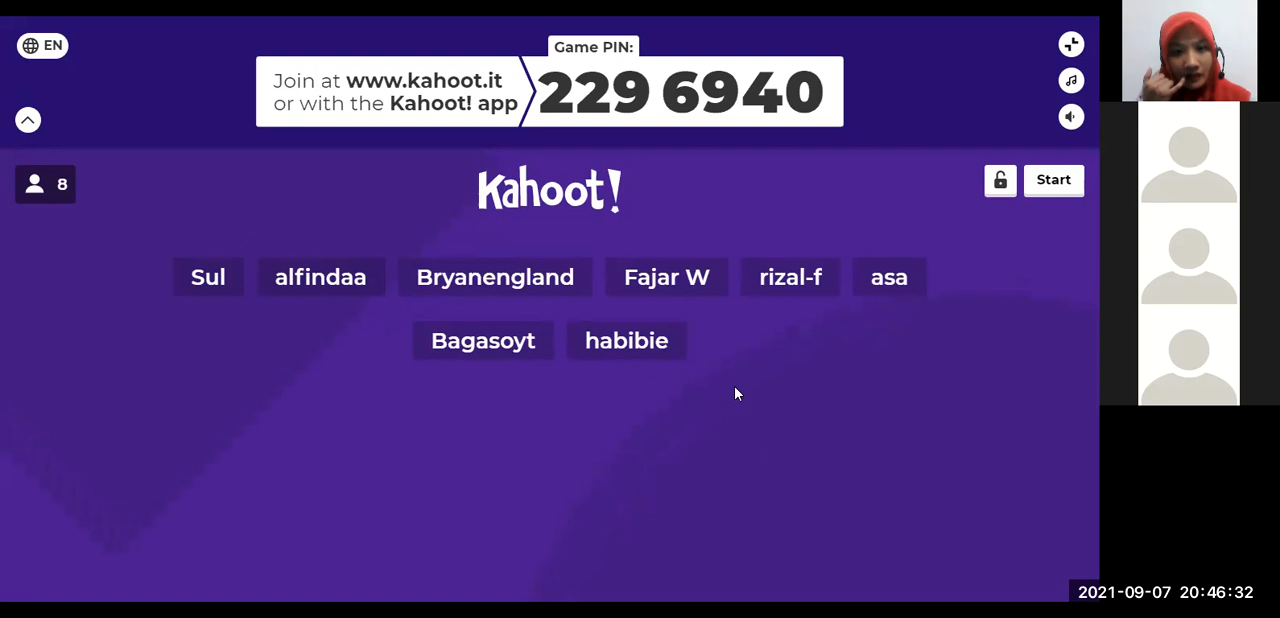 EN
Game PIN:
Join at www.kahoot.it
or with the Kahoot! app
229 6940
8
Kahoot!
Start
Sul alfindaa Bryanengland Fajar W rizal-f asa
Bagasoyt habibie
2021-09-07 20:46:32